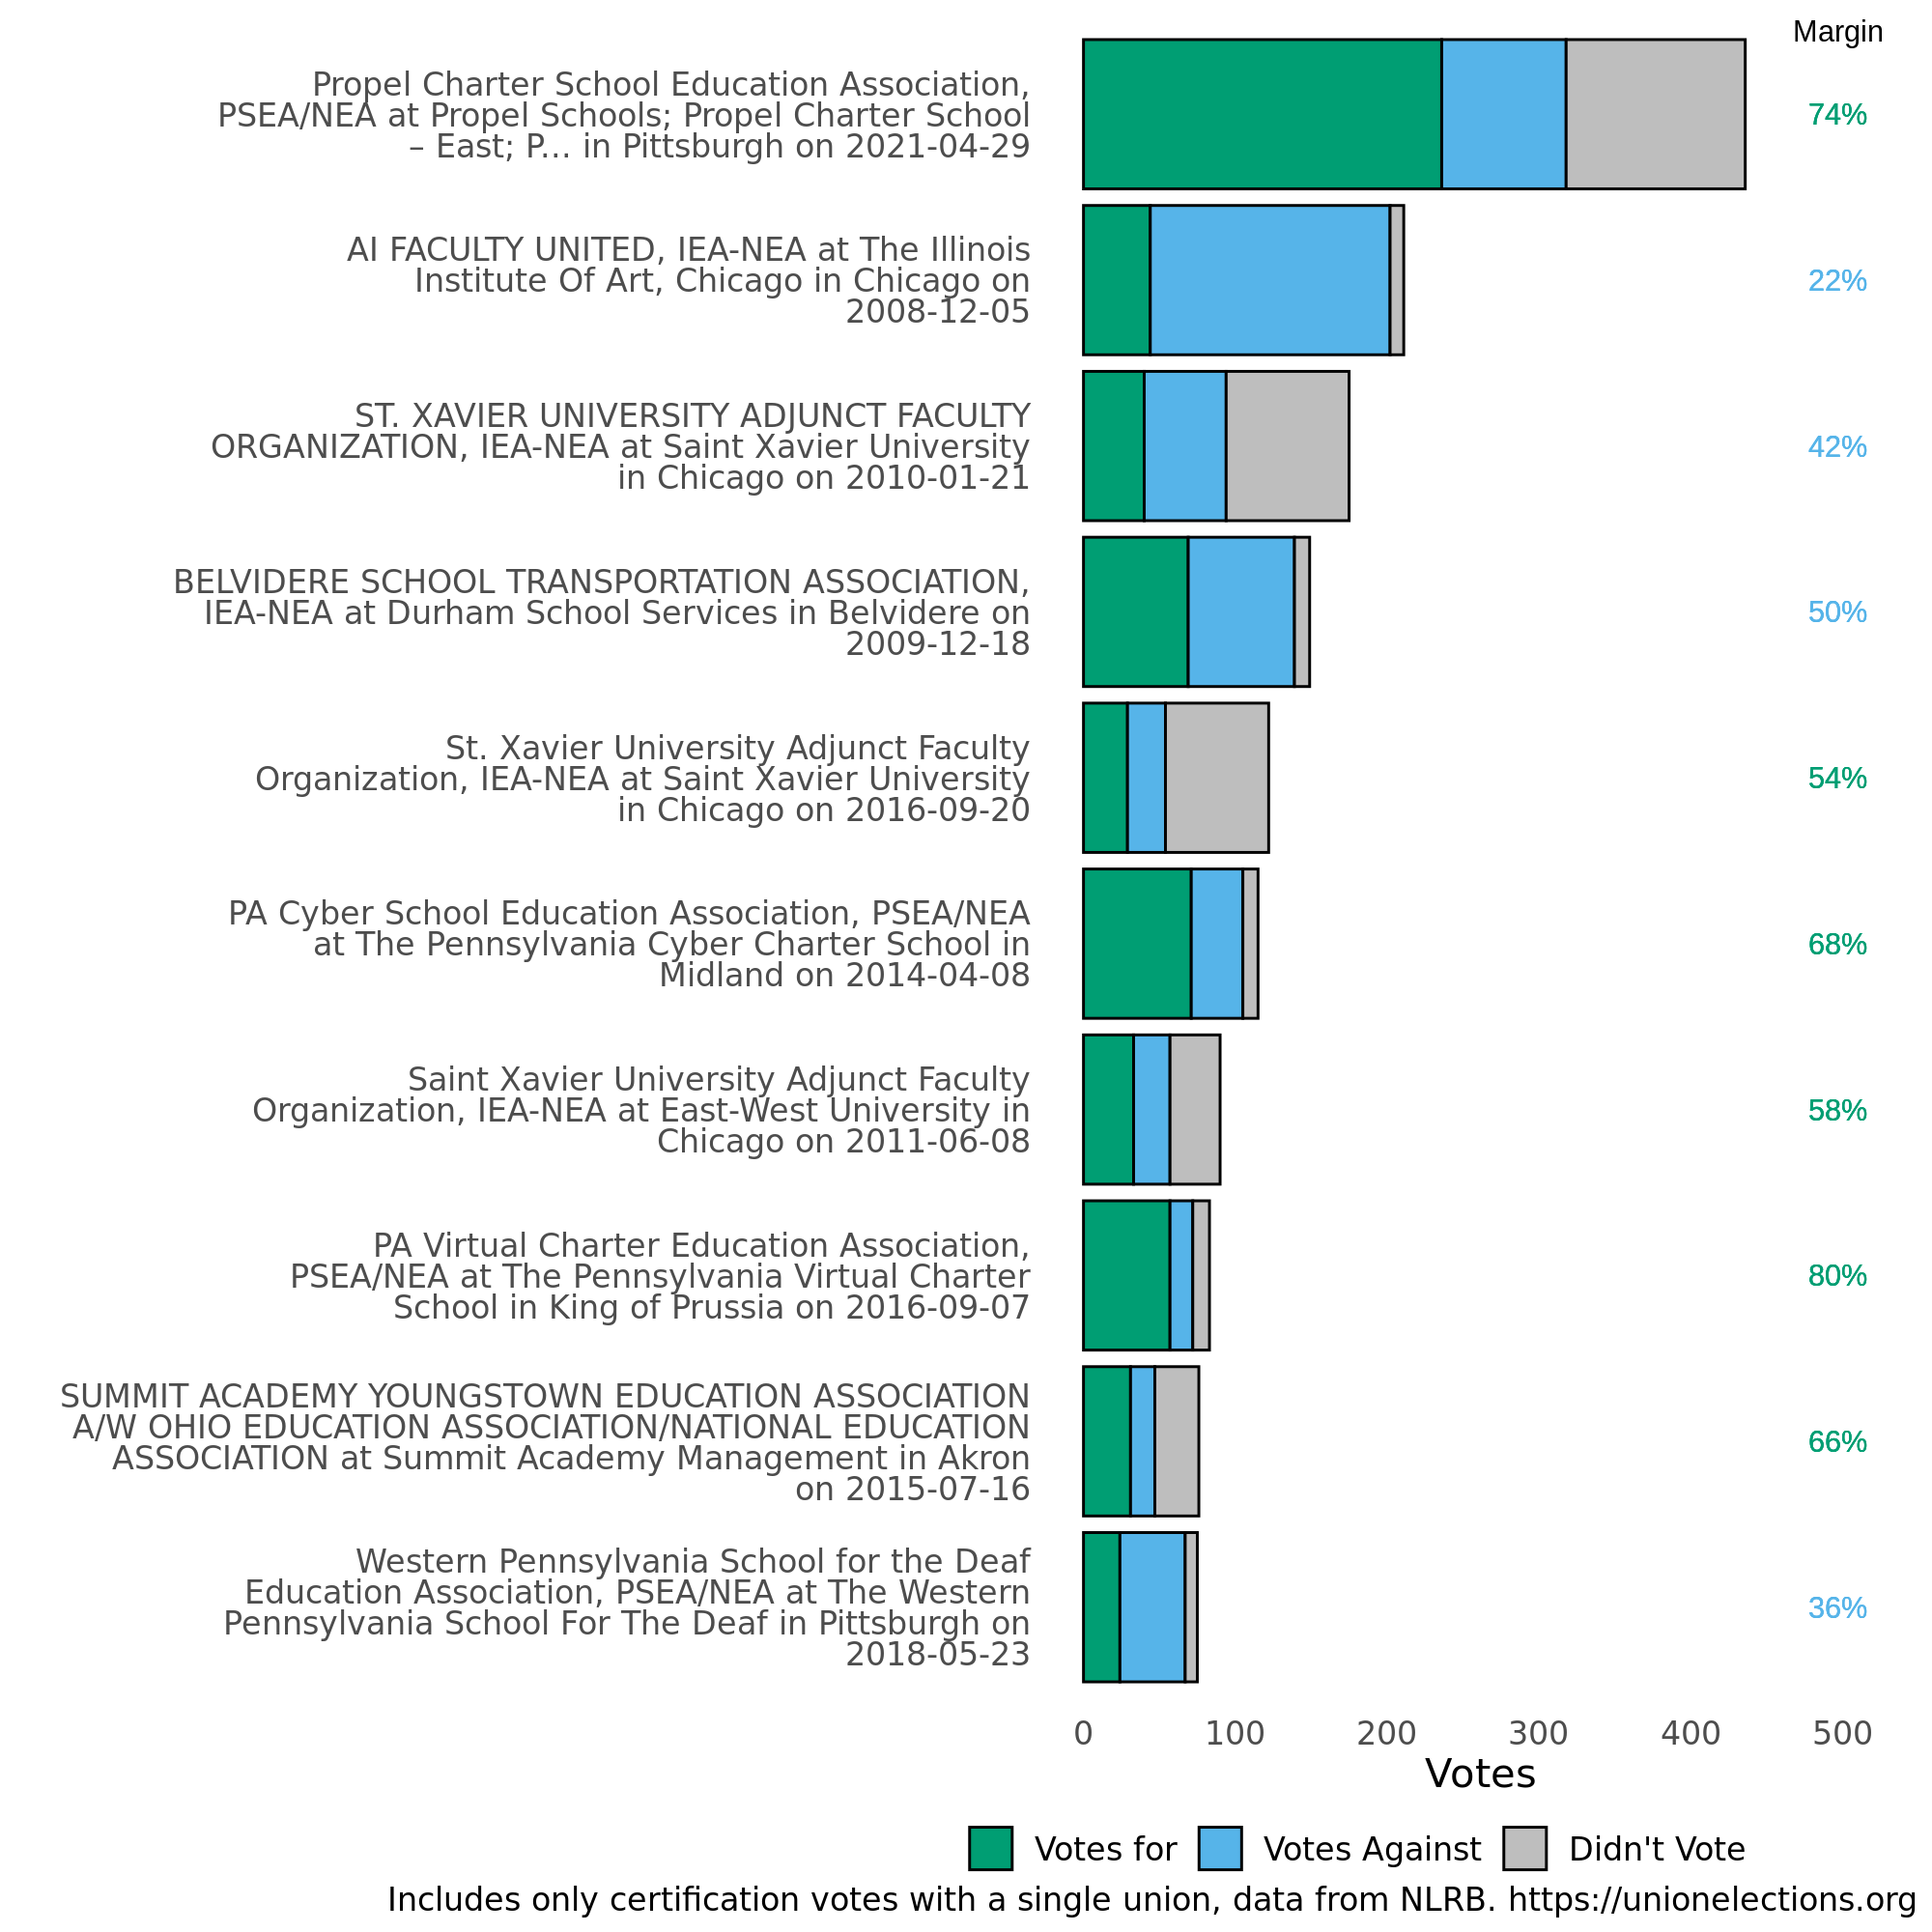 Margin
Propel Charter School Education Association,
PSEA/NEA at Propel Schools; Propel Charter School
– East; P... in Pittsburgh on 2021-04-29
74%
AI FACULTY UNITED, IEA-NEA at The Illinois
Institute Of Art, Chicago in Chicago on
2008-12-05
22%
ST. XAVIER UNIVERSITY ADJUNCT FACULTY
ORGANIZATION, IEA-NEA at Saint Xavier University
in Chicago on 2010-01-21
42%
BELVIDERE SCHOOL TRANSPORTATION ASSOCIATION,
IEA-NEA at Durham School Services in Belvidere on
2009-12-18
50%
St. Xavier University Adjunct Faculty
Organization, IEA-NEA at Saint Xavier University
in Chicago on 2016-09-20
54%
PA Cyber School Education Association, PSEA/NEA
at The Pennsylvania Cyber Charter School in
Midland on 2014-04-08
68%
Saint Xavier University Adjunct Faculty
Organization, IEA-NEA at East-West University in
Chicago on 2011-06-08
58%
PA Virtual Charter Education Association,
PSEA/NEA at The Pennsylvania Virtual Charter
School in King of Prussia on 2016-09-07
80%
SUMMIT ACADEMY YOUNGSTOWN EDUCATION ASSOCIATION
A/W OHIO EDUCATION ASSOCIATION/NATIONAL EDUCATION
ASSOCIATION at Summit Academy Management in Akron
on 2015-07-16
66%
Western Pennsylvania School for the Deaf
Education Association, PSEA/NEA at The Western
Pennsylvania School For The Deaf in Pittsburgh on
2018-05-23
36%
0 100 200 300 400 500
Votes
Votes for Votes Against Didn't Vote
Includes only certification votes with a single union, data from NLRB. https://unionelections.org